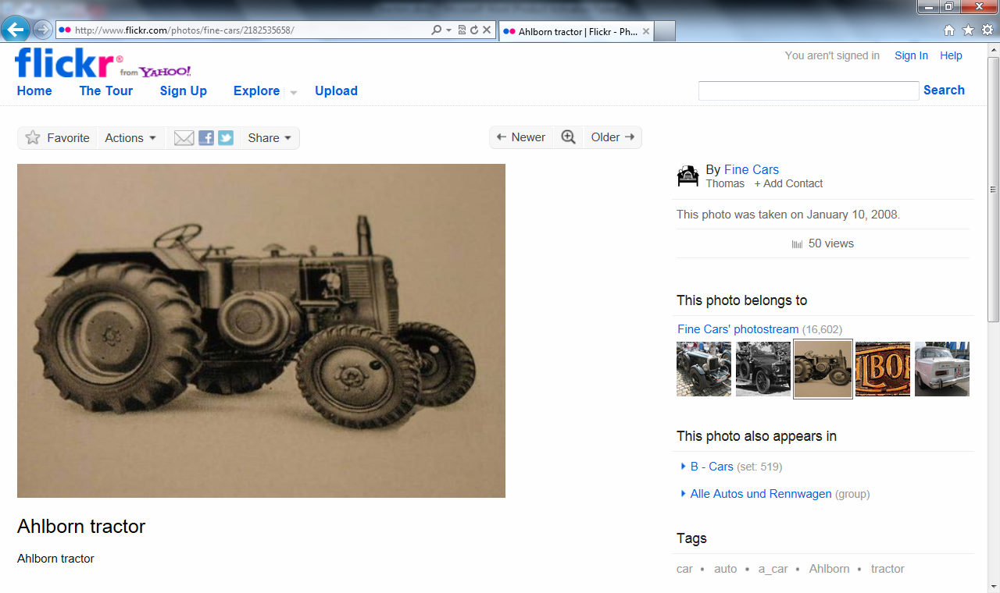 http://www.flickr.com/photos/fine-cars/2182535658/
Ahlborn tractor | Flickr - Ph...
flickr® from YAHOO!
You aren't signed in Sign In Help
Home The Tour Sign Up Explore Upload
Search
Favorite Actions Share
Newer Older
By Fine Cars
Thomas + Add Contact
This photo was taken on January 10, 2008.
50 views
This photo belongs to
Fine Cars' photostream (16,602)
LBO
This photo also appears in
B - Cars (set: 519)
Alle Autos und Rennwagen (group)
Tags
car • auto • a_car • Ahlborn • tractor
Ahlborn tractor
Ahlborn tractor